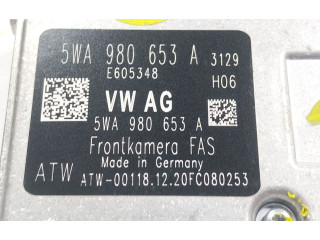 5WA 980 653 A 3129
E605348 H06
VW AG
5WA 980 653 A
Frontkamera FAS
ATW Made in Germany
ATW-00118.12.20FC080253